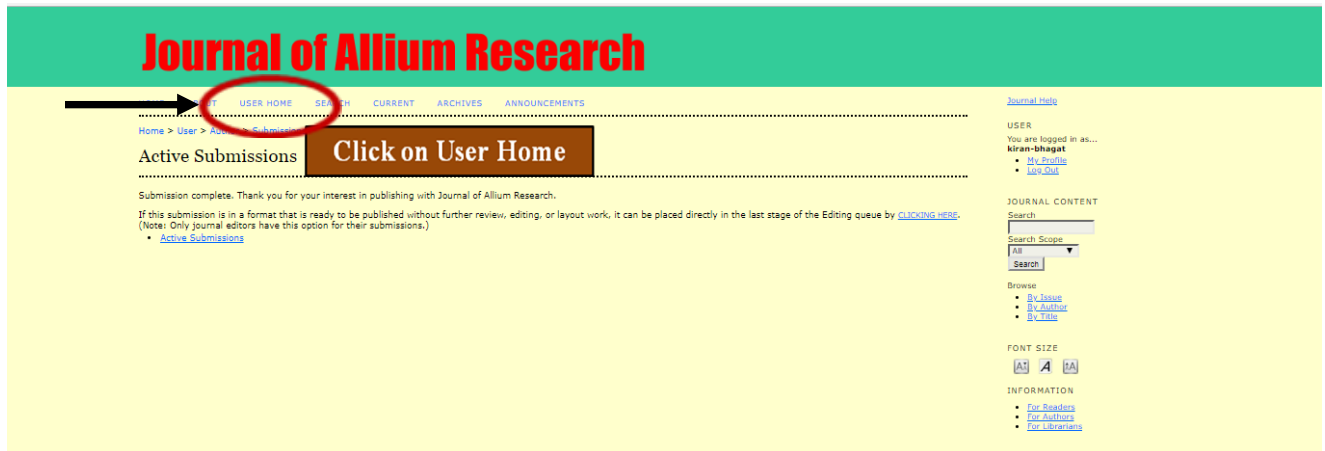 Journal of Allium Research
HOME ABOUT USER HOME SEARCH CURRENT ARCHIVES ANNOUNCEMENTS
Home > User > Author > Submissions
Click on User Home
Active Submissions
Submission complete. Thank you for your interest in publishing with Journal of Allium Research.
If this submission is in a format that is ready to be published without further review, editing, or layout work, it can be placed directly in the last stage of the Editing queue by CLICKING HERE.
(Note: Only journal editors have this option for their submissions.)
Active Submissions
Journal Help
USER
You are logged in as...
kiran-bhagat
My Profile
Log Out
JOURNAL CONTENT
Search
Search Scope
All
Search
Browse
By Issue
By Author
By Title
FONT SIZE
A A A
INFORMATION
For Readers
For Authors
For Librarians